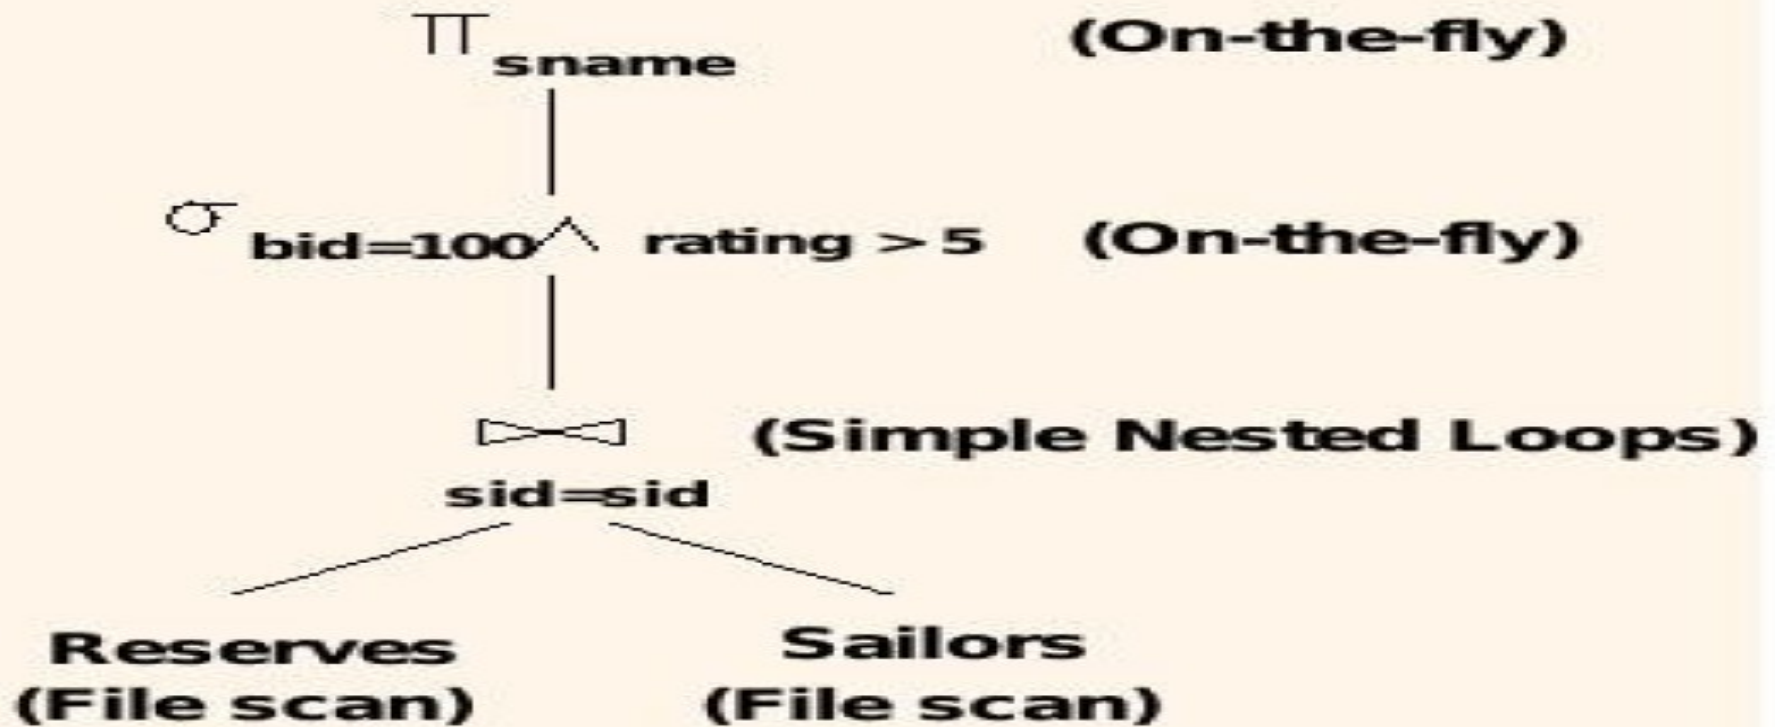 π sname (On-the-fly)
σ bid=100 ∧ rating > 5 (On-the-fly)
⋈ (Simple Nested Loops)
sid=sid
Reserves Sailors
(File scan) (File scan)